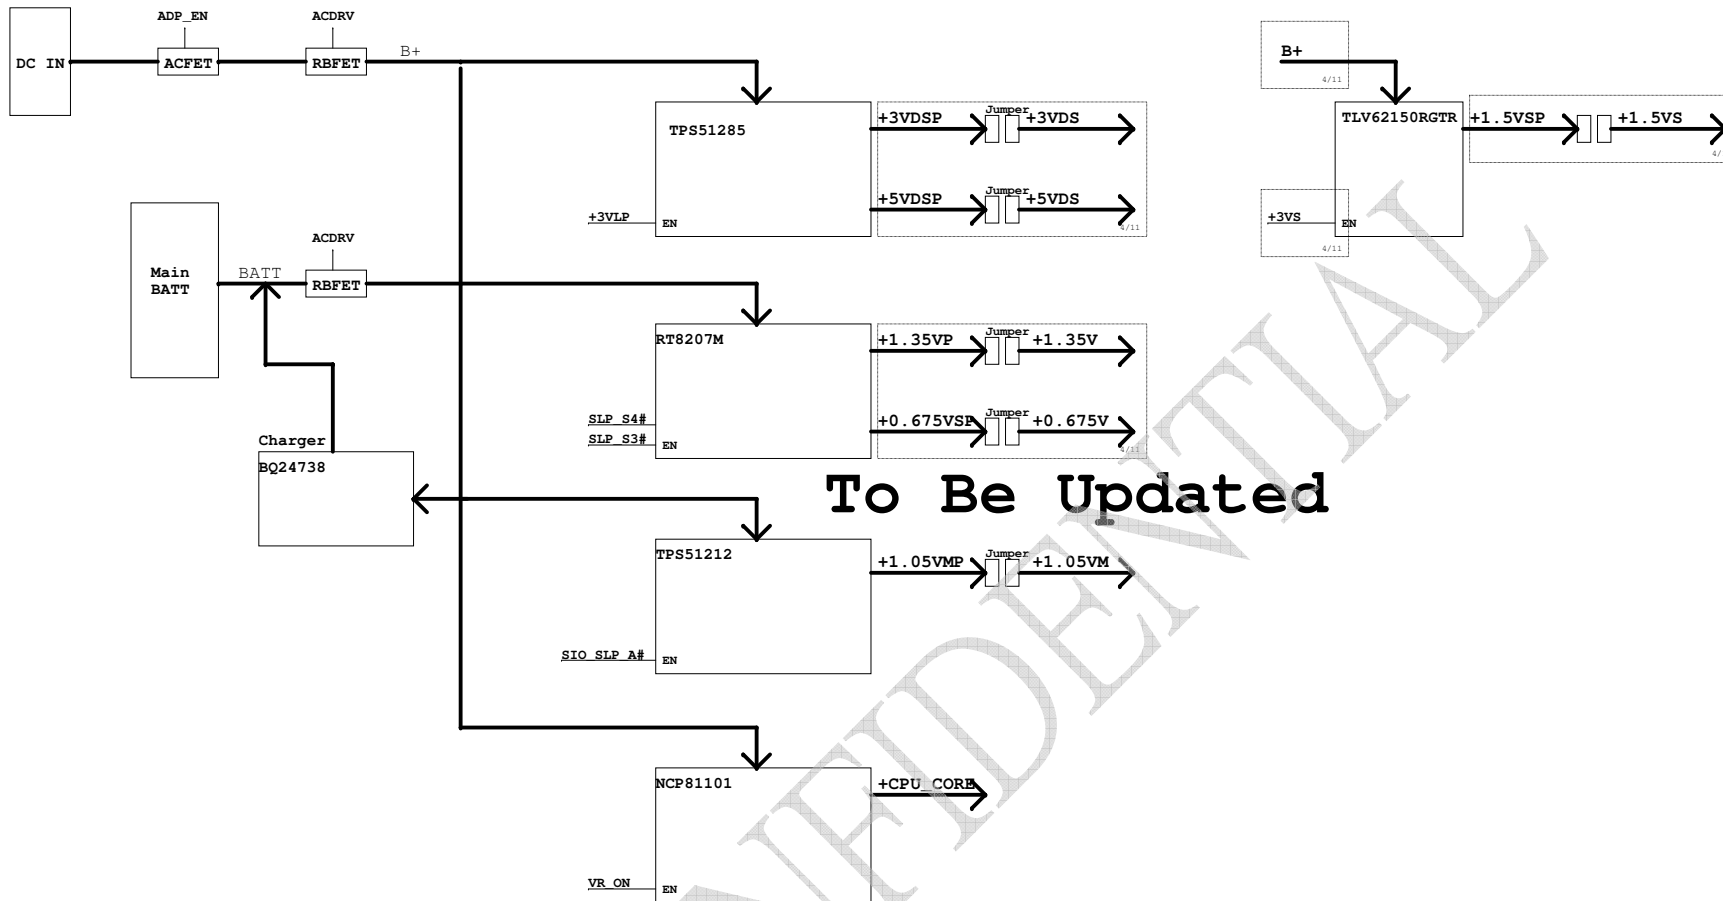 ADP_EN
ACDRV
DC IN
ACFET
RBFET
B+
B+
4/11
TPS51285
+3VDSP
Jumper
+3VDS
TLV62150RGTR
+1.5VSP
+1.5VS
4/
+5VDSP
Jumper
+5VDS
4/11
+3VLP
EN
+3VS
EN
4/11
ACDRV
Main
BATT
BATT
RBFET
RT8207M
+1.35VP
Jumper
+1.35V
SLP_S4#
SLP_S3#
EN
+0.675VSP
Jumper
+0.675V
4/11
Charger
BQ24738
To Be Updated
TPS51212
+1.05VMP
Jumper
+1.05VM
SIO_SLP_A#
EN
NCP81101
+CPU_CORE
VR_ON
EN
NFIDENTIAL